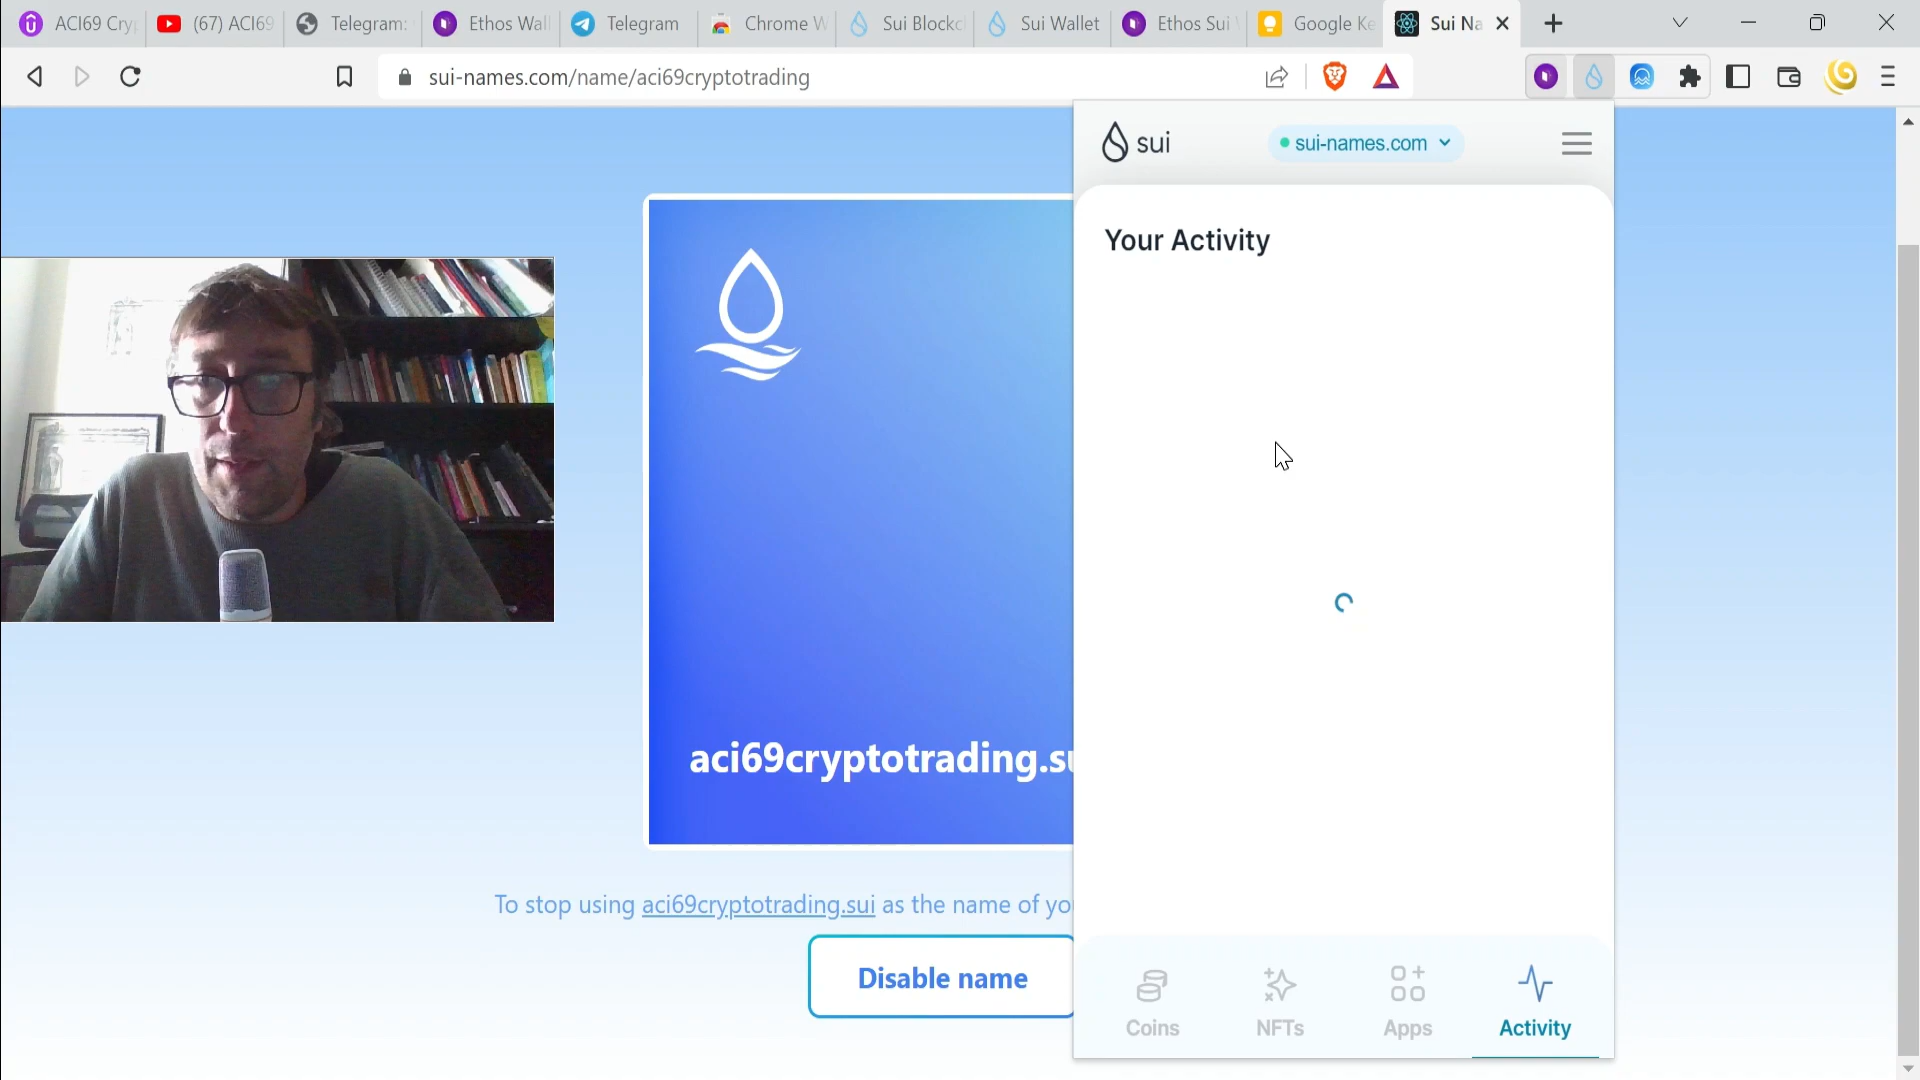 ACI69 Cry
(67) ACI69
Telegram:
Ethos Wall
Telegram
Chrome W
Sui Blockc
Sui Wallet
Ethos Sui
Google Ke
Sui Na
sui-names.com/name/aci69cryptotrading
sui
sui-names.com
Your Activity
aci69cryptotrading.su
To stop using aci69cryptotrading.sui as the name of yo
Disable name
Coins
NFTs
Apps
Activity